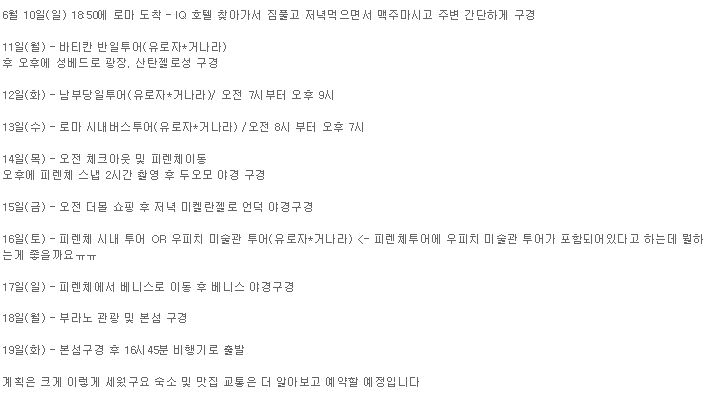 6월 10일(일) 18:50에 로마 도착 - IQ 호텔 찾아가서 짐풀고 저녁먹으면서 맥주마시고 주변 간단하게 구경
11일(월) - 바티칸 반일투어(유로자*거나라)
후 오후에 성베드로 광장, 산탄젤로성 구경
12일(화) - 남부당일투어(유로자*거나라)/ 오전 7시부터 오후 9시
13일(수) - 로마 시내버스투어(유로자*거나라) /오전 8시 부터 오후 7시
14일(목) - 오전 체크아웃 및 피렌체이동
오후에 피렌체 스냅 2시간 촬영 후 두오모 야경 구경
15일(금) - 오전 더몰 쇼핑 후 저녁 미켈란젤로 언덕 야경구경
16일(토) - 피렌체 시내 투어 OR 우피치 미술관 투어(유로자*거나라) <- 피렌체투어에 우피치 미술관 투어가 포함되어있다고 하는데 뭘하
는게 좋을까요ㅠㅠ
17일(일) - 피렌체에서 베니스로 이동 후 베니스 야경구경
18일(월) - 부라노 관광 및 본섬 구경
19일(화) - 본섬구경 후 16시 45분 비행기로 출발
계획은 크게 이렇게 세웠구요 숙소 및 맛집 교통은 더 알아보고 예약할 예정입니다